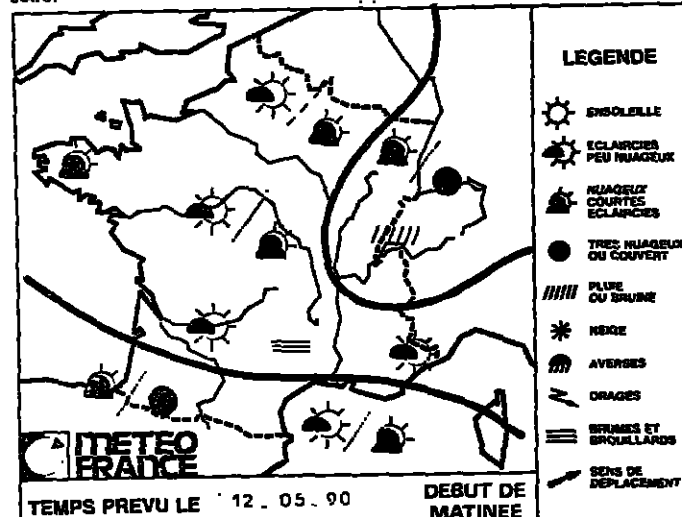 METEO
FRANCE
TEMPS PREVU LE 12.05.90 DEBUT DE
MATINEE
LEGENDE
ENSOLEILLE
ECLAIRCIES
PEU NUAGEUX
NUAGEUX
COURTES
ECLAIRCIES
TRES NUAGEUX
OU COUVERT
PLUIE
OU BRUINE
NEIGE
AVERSES
ORAGES
BRUMES ET
BROUILLARDS
SENS DE
DEPLACEMENT